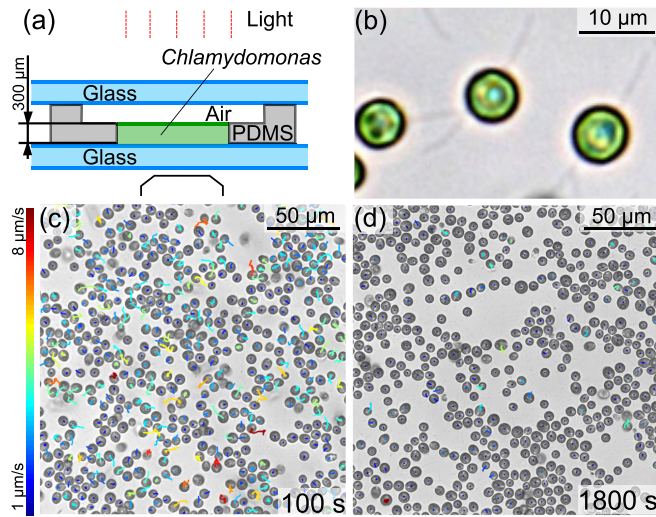 (a)
Light
Chlamydomonas
300 µm
Glass
Air
PDMS
Glass
(b)
10 µm
(c)
50 µm
8 µm/s
1 µm/s
100 s
(d)
50 µm
1800 s